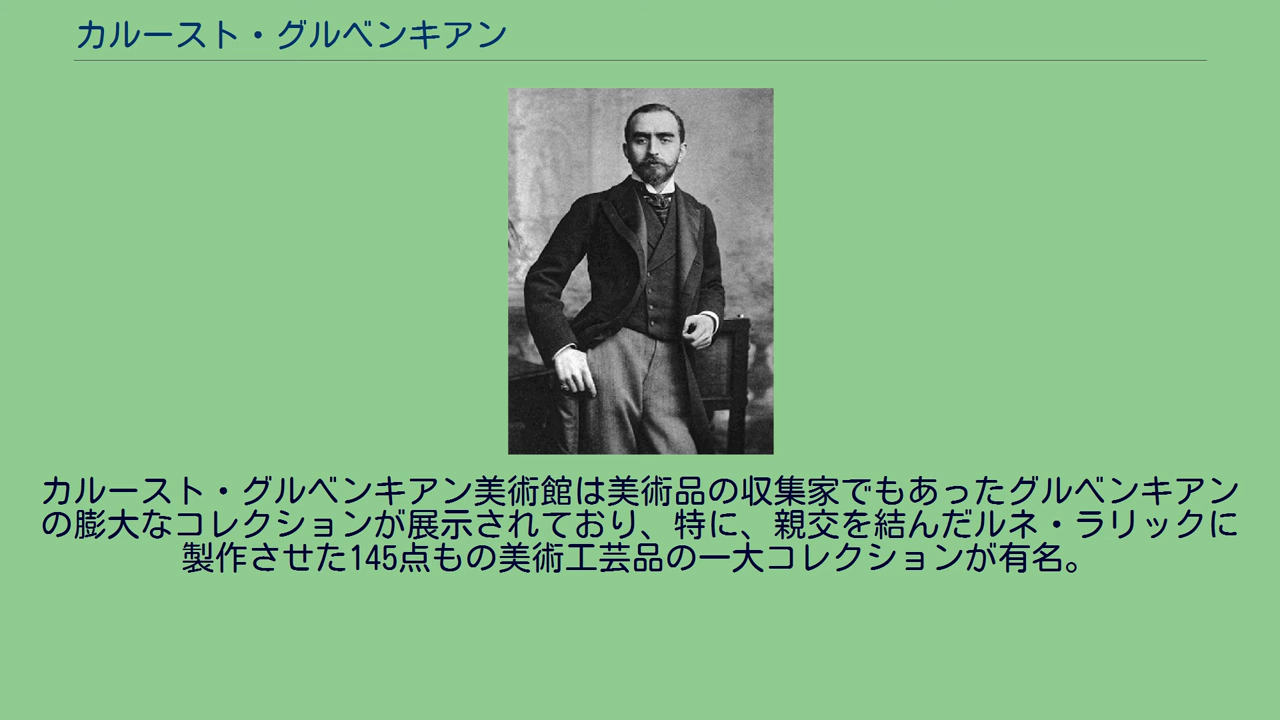 カルースト・グルベンキアン
カルースト・グルベンキアン美術館は美術品の収集家でもあったグルベンキアン
の膨大なコレクションが展示されており、特に、親交を結んだルネ・ラリックに
製作させた145点もの美術工芸品の一大コレクションが有名。